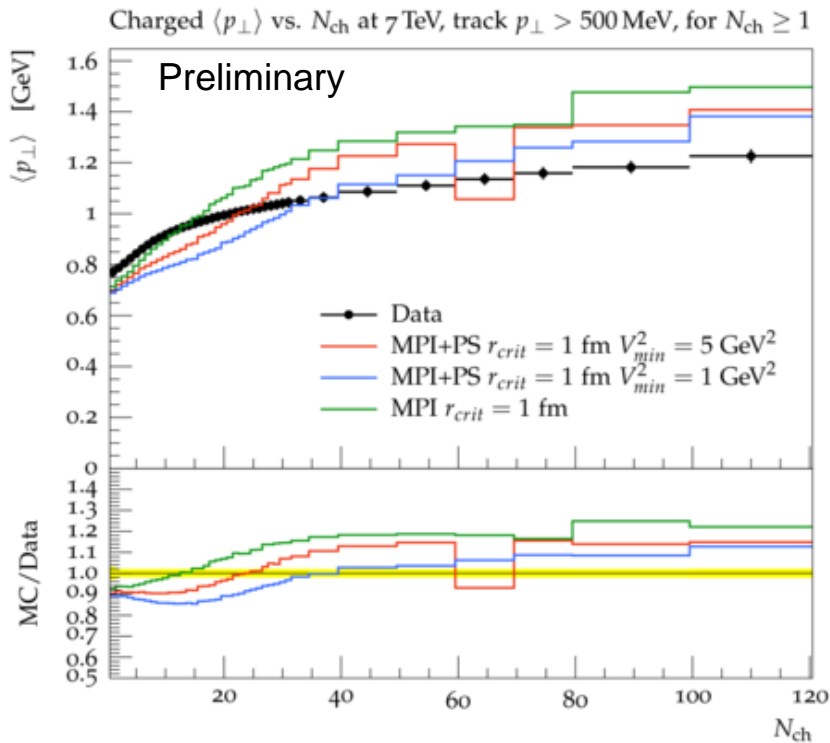 Charged ⟨p⊥⟩ vs. Nch at 7 TeV, track p⊥ > 500 MeV, for Nch ≥ 1
⟨p⊥⟩ [GeV]
Preliminary
1.6
1.4
1.2
1
0.8
0.6
0.4
0.2
0
Data
MPI+PS rcrit = 1 fm V²min = 5 GeV²
MPI+PS rcrit = 1 fm V²min = 1 GeV²
MPI rcrit = 1 fm
MC/Data
1.4
1.3
1.2
1.1
1.0
0.9
0.8
0.7
0.6
0.5
20 40 60 80 100 120
Nch